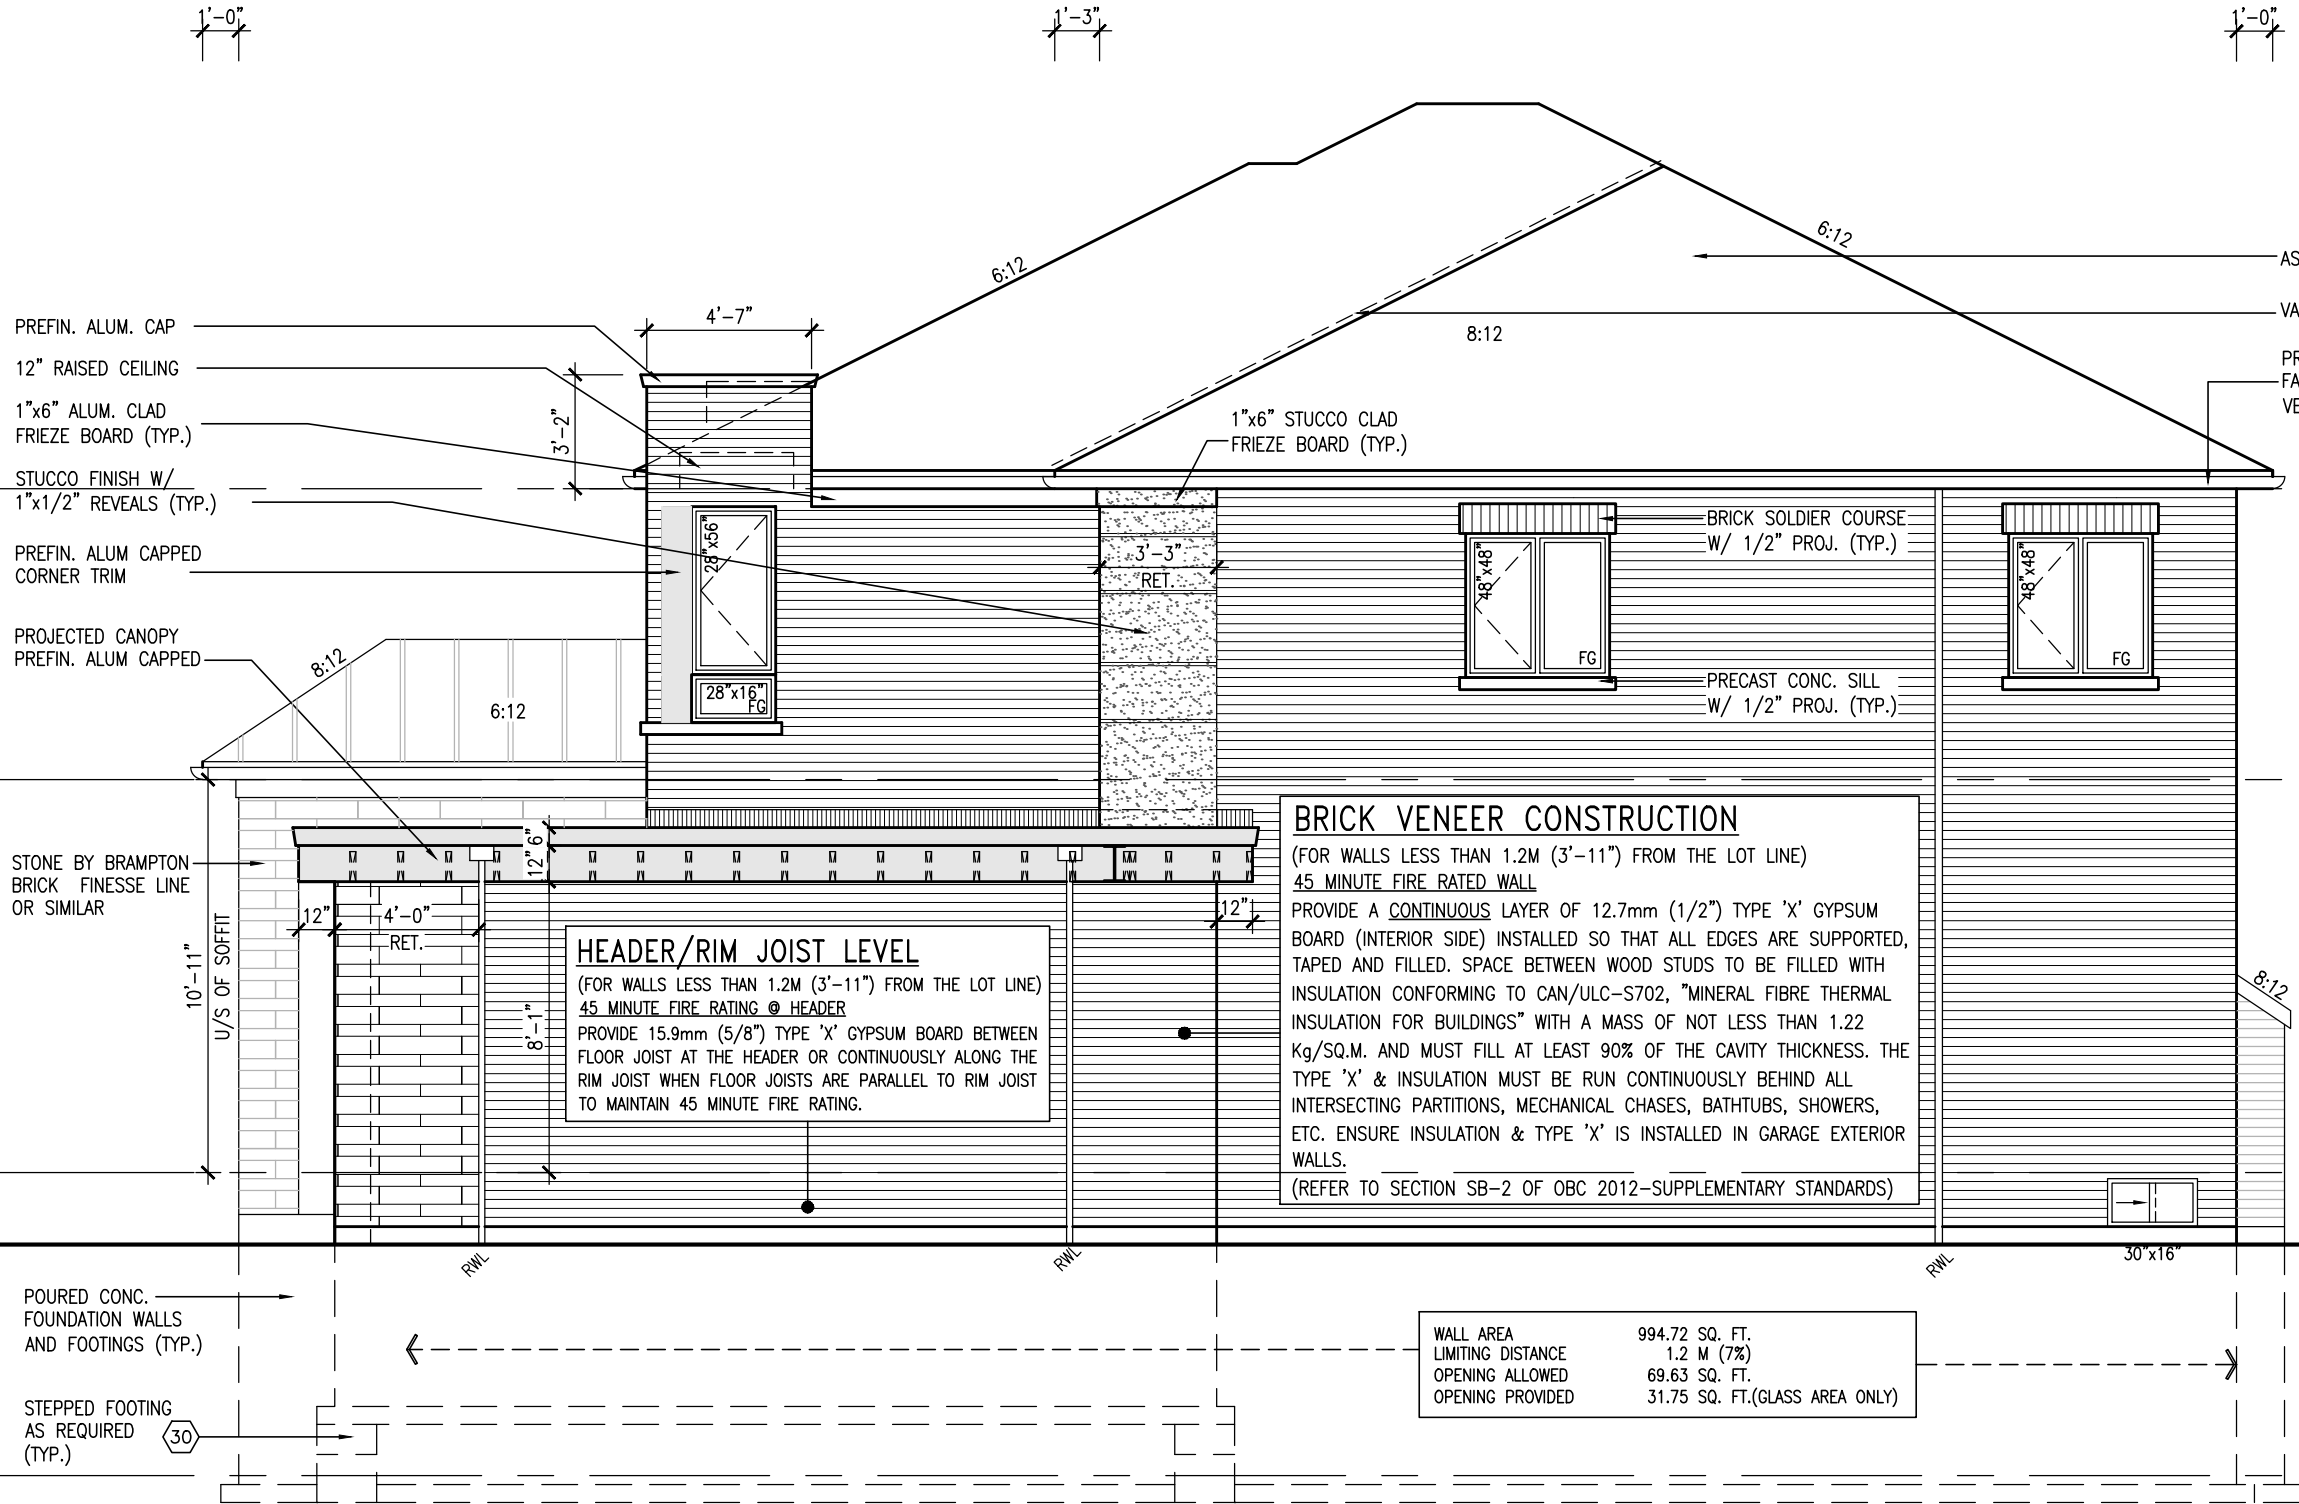 1'-0"
1'-3"
1'-0"
6:12
6:12
8:12
4'-7"
3'-2"
PREFIN. ALUM. CAP
12" RAISED CEILING
1"x6" ALUM. CLAD
FRIEZE BOARD (TYP.)
STUCCO FINISH W/
1"x1/2" REVEALS (TYP.)
PREFIN. ALUM CAPPED
CORNER TRIM
PROJECTED CANOPY
PREFIN. ALUM CAPPED
AS
VA
PR
FA
VE
1"x6" STUCCO CLAD
FRIEZE BOARD (TYP.)
28"x56"
28"x16"
FG
3'-3"
RET.
48"x48"
FG
BRICK SOLDIER COURSE
W/ 1/2" PROJ. (TYP.)
PRECAST CONC. SILL
W/ 1/2" PROJ. (TYP.)
48"x48"
FG
8:12
6:12
STONE BY BRAMPTON
BRICK FINESSE LINE
OR SIMILAR
10'-11"
U/S OF SOFFIT
12"
4'-0"
RET.
6"
12"
8'-1"
12"
HEADER/RIM JOIST LEVEL
(FOR WALLS LESS THAN 1.2M (3'-11") FROM THE LOT LINE)
45 MINUTE FIRE RATING @ HEADER
PROVIDE 15.9mm (5/8") TYPE 'X' GYPSUM BOARD BETWEEN
FLOOR JOIST AT THE HEADER OR CONTINUOUSLY ALONG THE
RIM JOIST WHEN FLOOR JOISTS ARE PARALLEL TO RIM JOIST
TO MAINTAIN 45 MINUTE FIRE RATING.
BRICK VENEER CONSTRUCTION
(FOR WALLS LESS THAN 1.2M (3'-11") FROM THE LOT LINE)
45 MINUTE FIRE RATED WALL
PROVIDE A CONTINUOUS LAYER OF 12.7mm (1/2") TYPE 'X' GYPSUM
BOARD (INTERIOR SIDE) INSTALLED SO THAT ALL EDGES ARE SUPPORTED,
TAPED AND FILLED. SPACE BETWEEN WOOD STUDS TO BE FILLED WITH
INSULATION CONFORMING TO CAN/ULC-S702, "MINERAL FIBRE THERMAL
INSULATION FOR BUILDINGS" WITH A MASS OF NOT LESS THAN 1.22
Kg/SQ.M. AND MUST FILL AT LEAST 90% OF THE CAVITY THICKNESS. THE
TYPE 'X' & INSULATION MUST BE RUN CONTINUOUSLY BEHIND ALL
INTERSECTING PARTITIONS, MECHANICAL CHASES, BATHTUBS, SHOWERS,
ETC. ENSURE INSULATION & TYPE 'X' IS INSTALLED IN GARAGE EXTERIOR
WALLS.
(REFER TO SECTION SB-2 OF OBC 2012-SUPPLEMENTARY STANDARDS)
8:12
30"x16"
RWL
RWL
RWL
POURED CONC.
FOUNDATION WALLS
AND FOOTINGS (TYP.)
STEPPED FOOTING
AS REQUIRED
(TYP.)
30
WALL AREA 994.72 SQ. FT.
LIMITING DISTANCE 1.2 M (7%)
OPENING ALLOWED 69.63 SQ. FT.
OPENING PROVIDED 31.75 SQ. FT.(GLASS AREA ONLY)